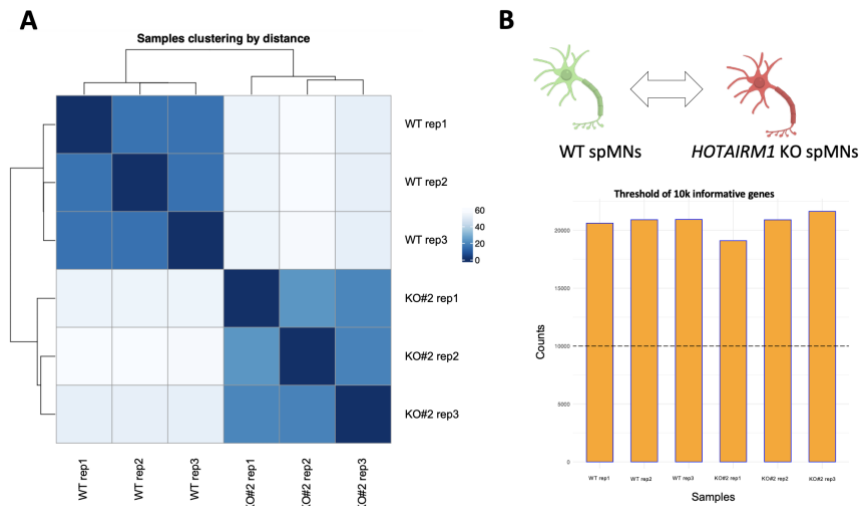 A
Samples clustering by distance
WT rep1
WT rep2
WT rep3
KO#2 rep1
KO#2 rep2
KO#2 rep3
60
40
20
0
WT rep1
WT rep2
WT rep3
KO#2 rep1
KO#2 rep2
KO#2 rep3
B
WT spMNs
HOTAIRM1 KO spMNs
Threshold of 10k informative genes
Counts
20000
15000
10000
5000
0
WT rep1 WT rep2 WT rep3 KO#2 rep1 KO#2 rep2 KO#2 rep3
Samples